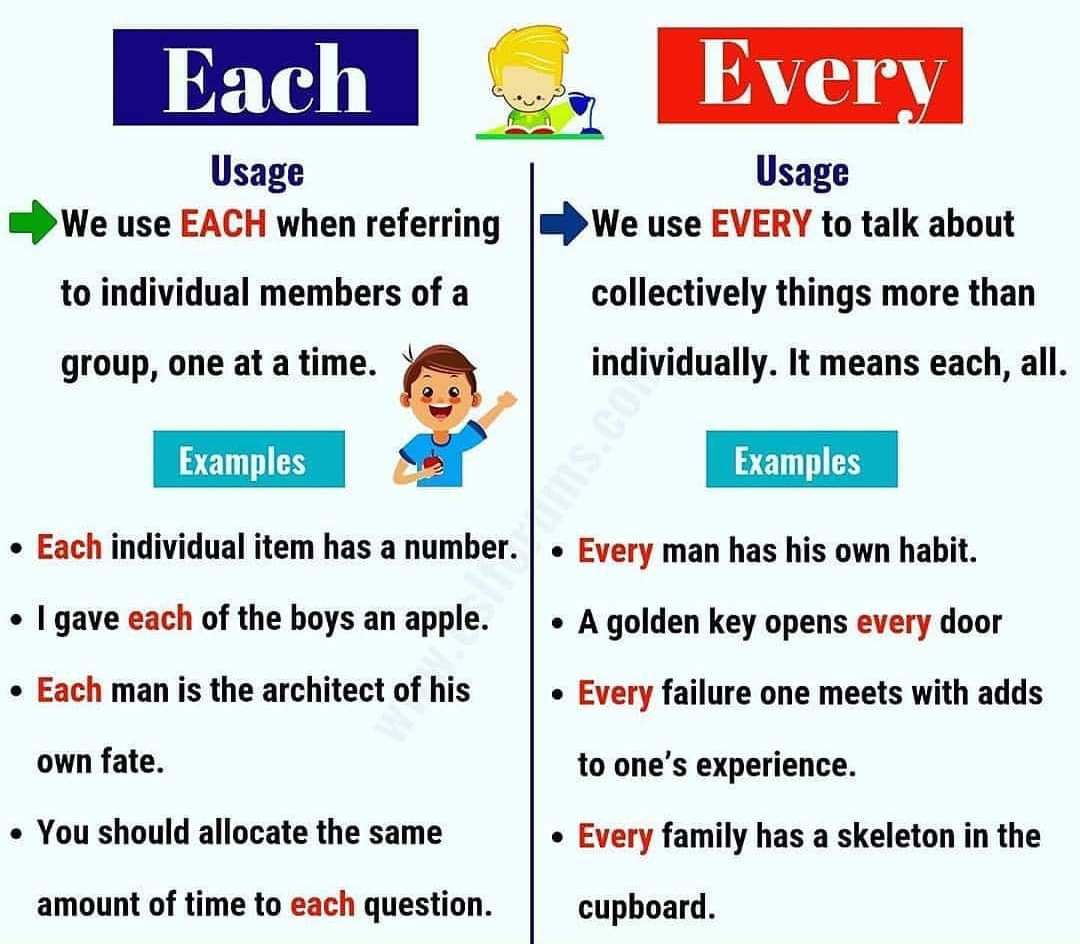 Each
Every
Usage
We use EACH when referring
to individual members of a
group, one at a time.
Examples
• Each individual item has a number.
• I gave each of the boys an apple.
• Each man is the architect of his
own fate.
• You should allocate the same
amount of time to each question.
Usage
We use EVERY to talk about
collectively things more than
individually. It means each, all.
Examples
• Every man has his own habit.
• A golden key opens every door
• Every failure one meets with adds
to one's experience.
• Every family has a skeleton in the
cupboard.
www.eslforums.com